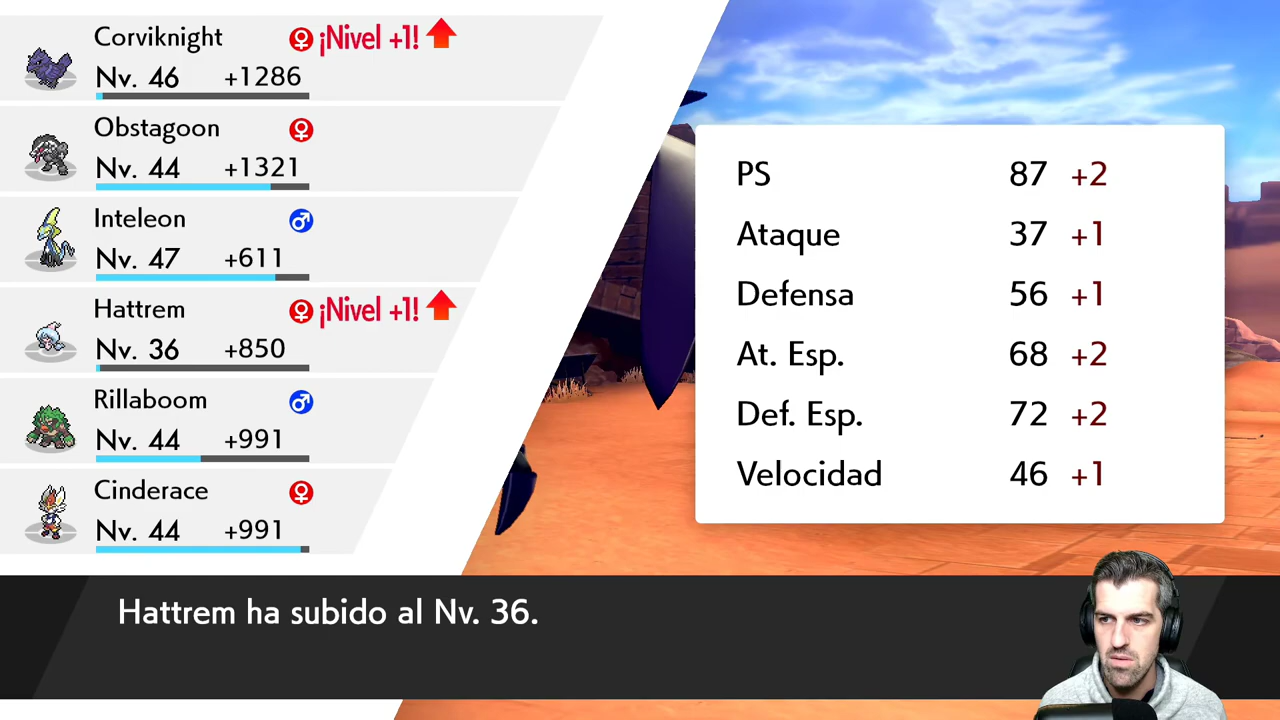 Corviknight ♀ ¡Nivel +1!
Nv. 46 +1286
Obstagoon ♀
Nv. 44 +1321
Inteleon ♂
Nv. 47 +611
Hattrem ♀ ¡Nivel +1!
Nv. 36 +850
Rillaboom ♂
Nv. 44 +991
Cinderace ♀
Nv. 44 +991
PS 87 +2
Ataque 37 +1
Defensa 56 +1
At. Esp. 68 +2
Def. Esp. 72 +2
Velocidad 46 +1
Hattrem ha subido al Nv. 36.